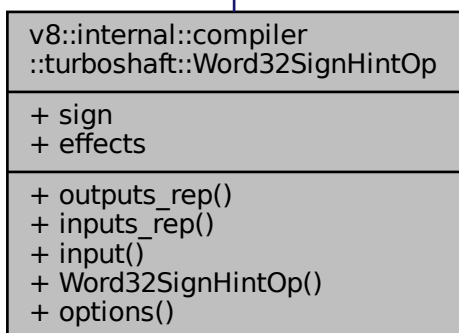 v8::internal::compiler
::turboshaft::Word32SignHintOp
+ sign
+ effects
+ outputs_rep()
+ inputs_rep()
+ input()
+ Word32SignHintOp()
+ options()